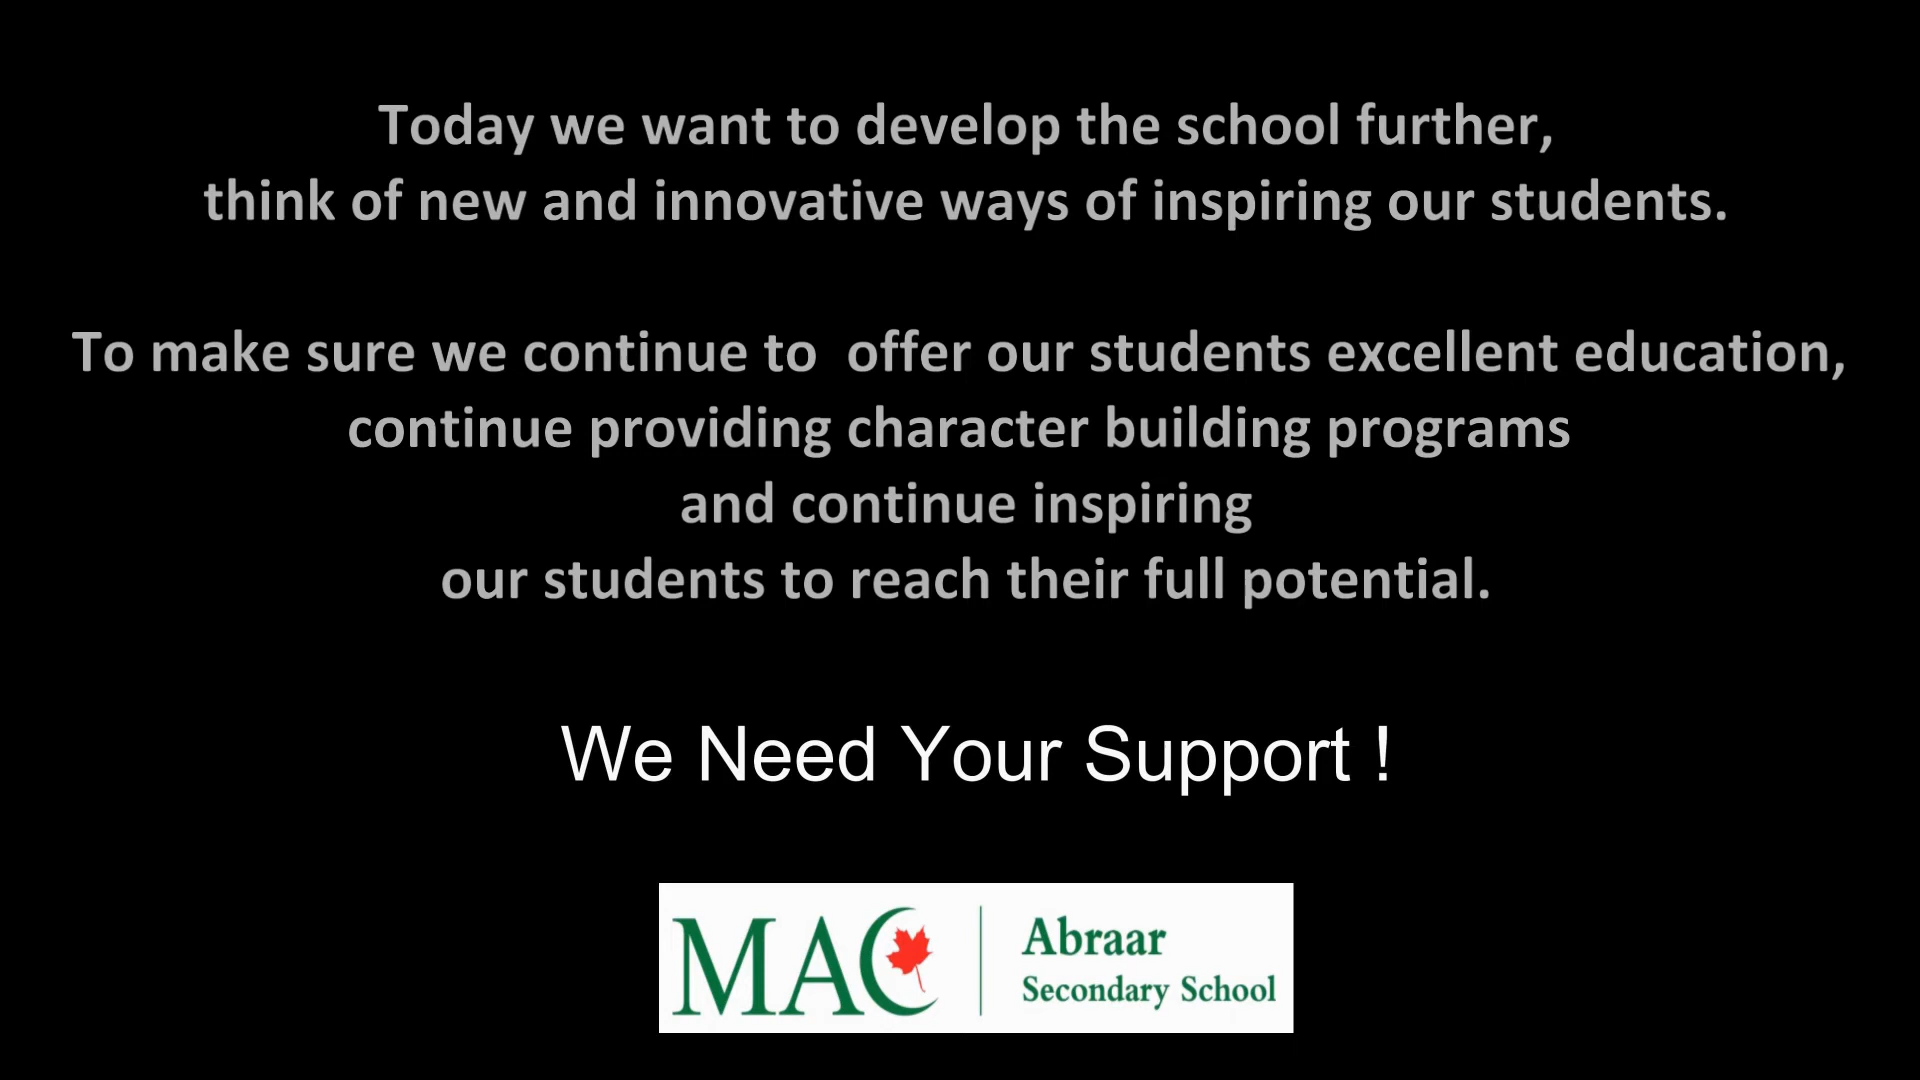 Today we want to develop the school further,
think of new and innovative ways of inspiring our students.
To make sure we continue to  offer our students excellent education,
continue providing character building programs
and continue inspiring
our students to reach their full potential.
We Need Your Support !
MAC
Abraar
Secondary School